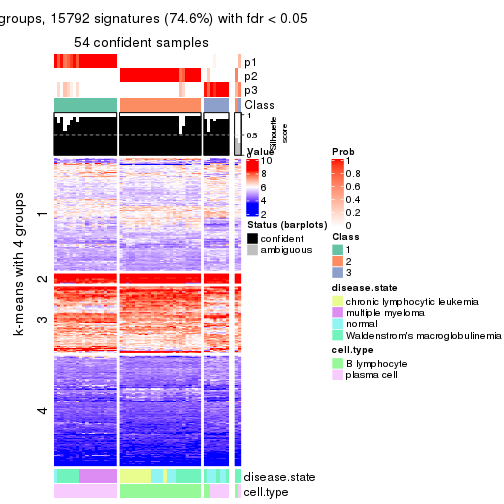 groups, 15792 signatures (74.6%) with fdr < 0.05
54 confident samples
p1
p2
p3
Class
1
0.5
0
Silhouette
score
k-means with 4 groups
1
2
3
4
disease.state
cell.type
Value
10
8
6
4
2
Status (barplots)
confident
ambiguous
Prob
1
0.8
0.6
0.4
0.2
0
Class
1
2
3
disease.state
chronic lymphocytic leukemia
multiple myeloma
normal
Waldenstrom's macroglobulinemia
cell.type
B lymphocyte
plasma cell